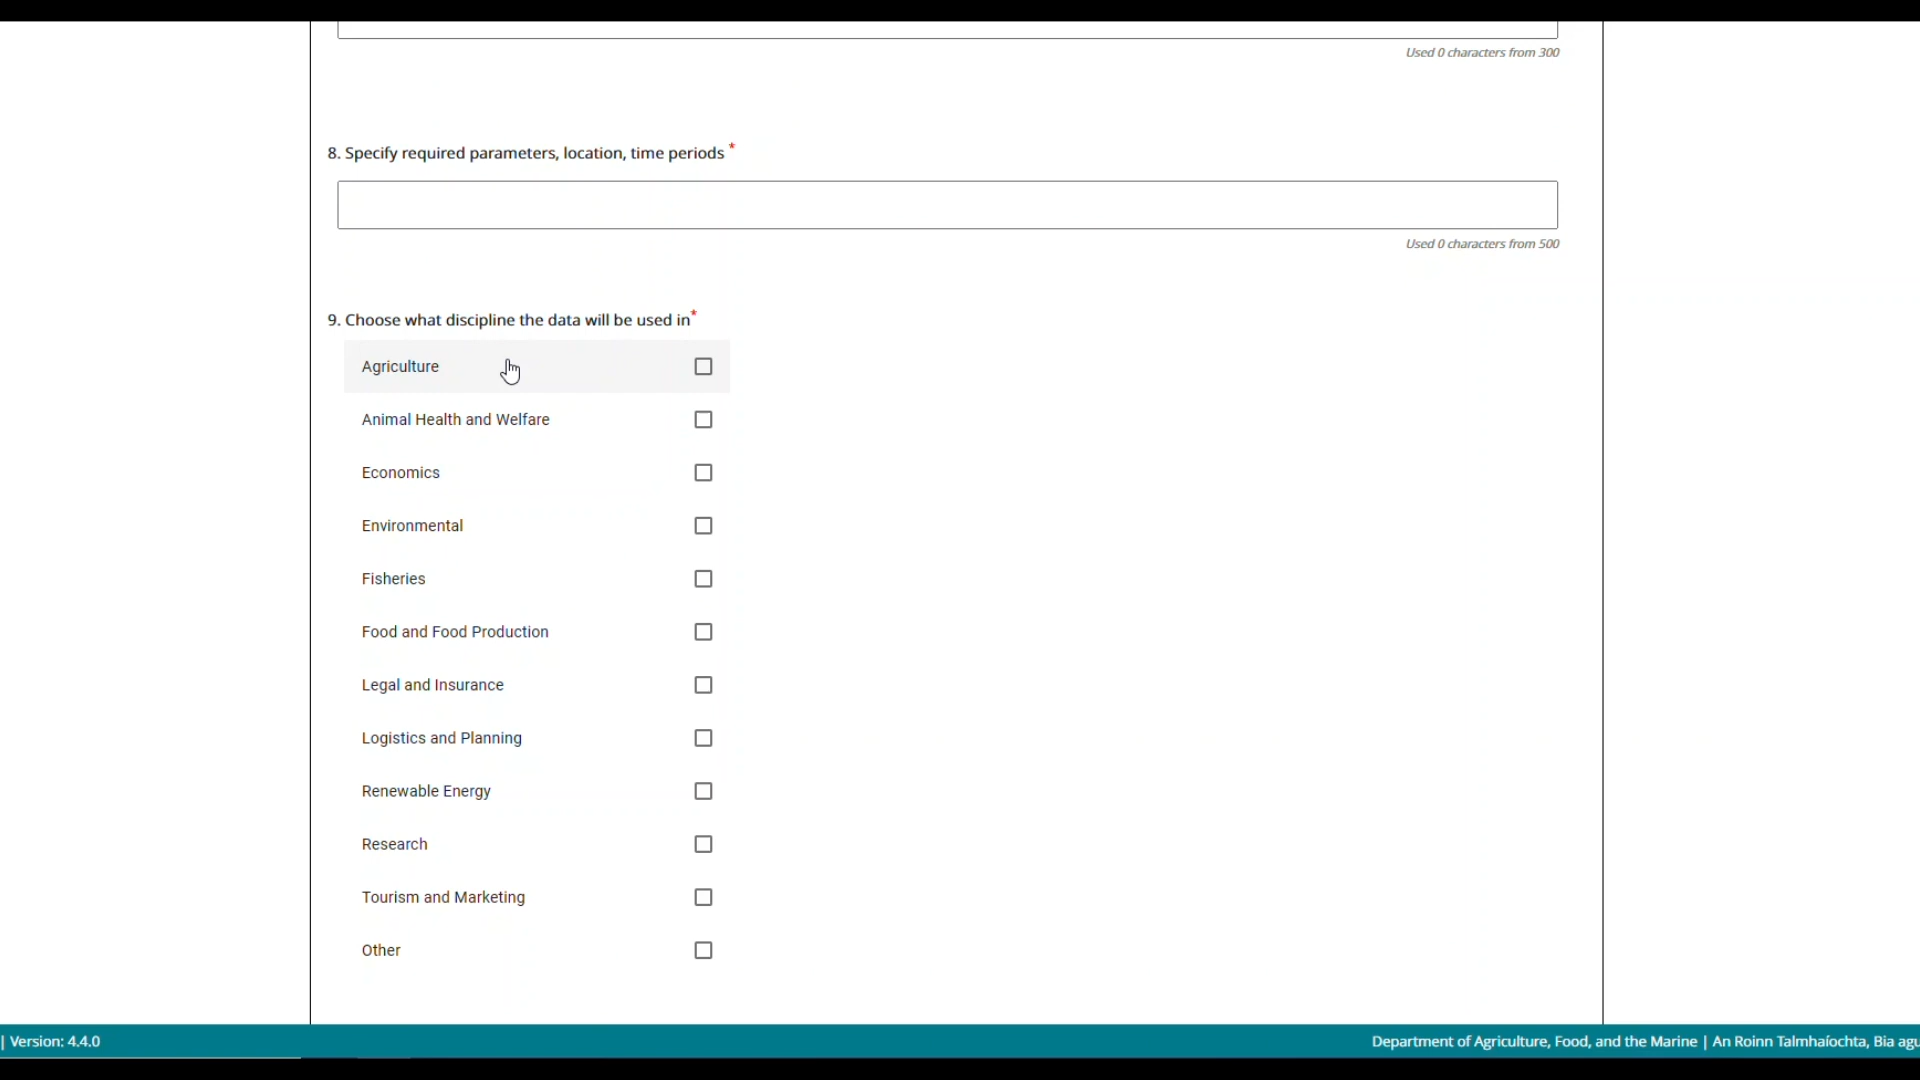 Used 0 characters from 300
8. Specify required parameters, location, time periods *
Used 0 characters from 500
9. Choose what discipline the data will be used in*
Agriculture
Animal Health and Welfare
Economics
Environmental
Fisheries
Food and Food Production
Legal and Insurance
Logistics and Planning
Renewable Energy
Research
Tourism and Marketing
Other
| Version: 4.4.0
Department of Agriculture, Food, and the Marine | An Roinn Talmhaíochta, Bia agu